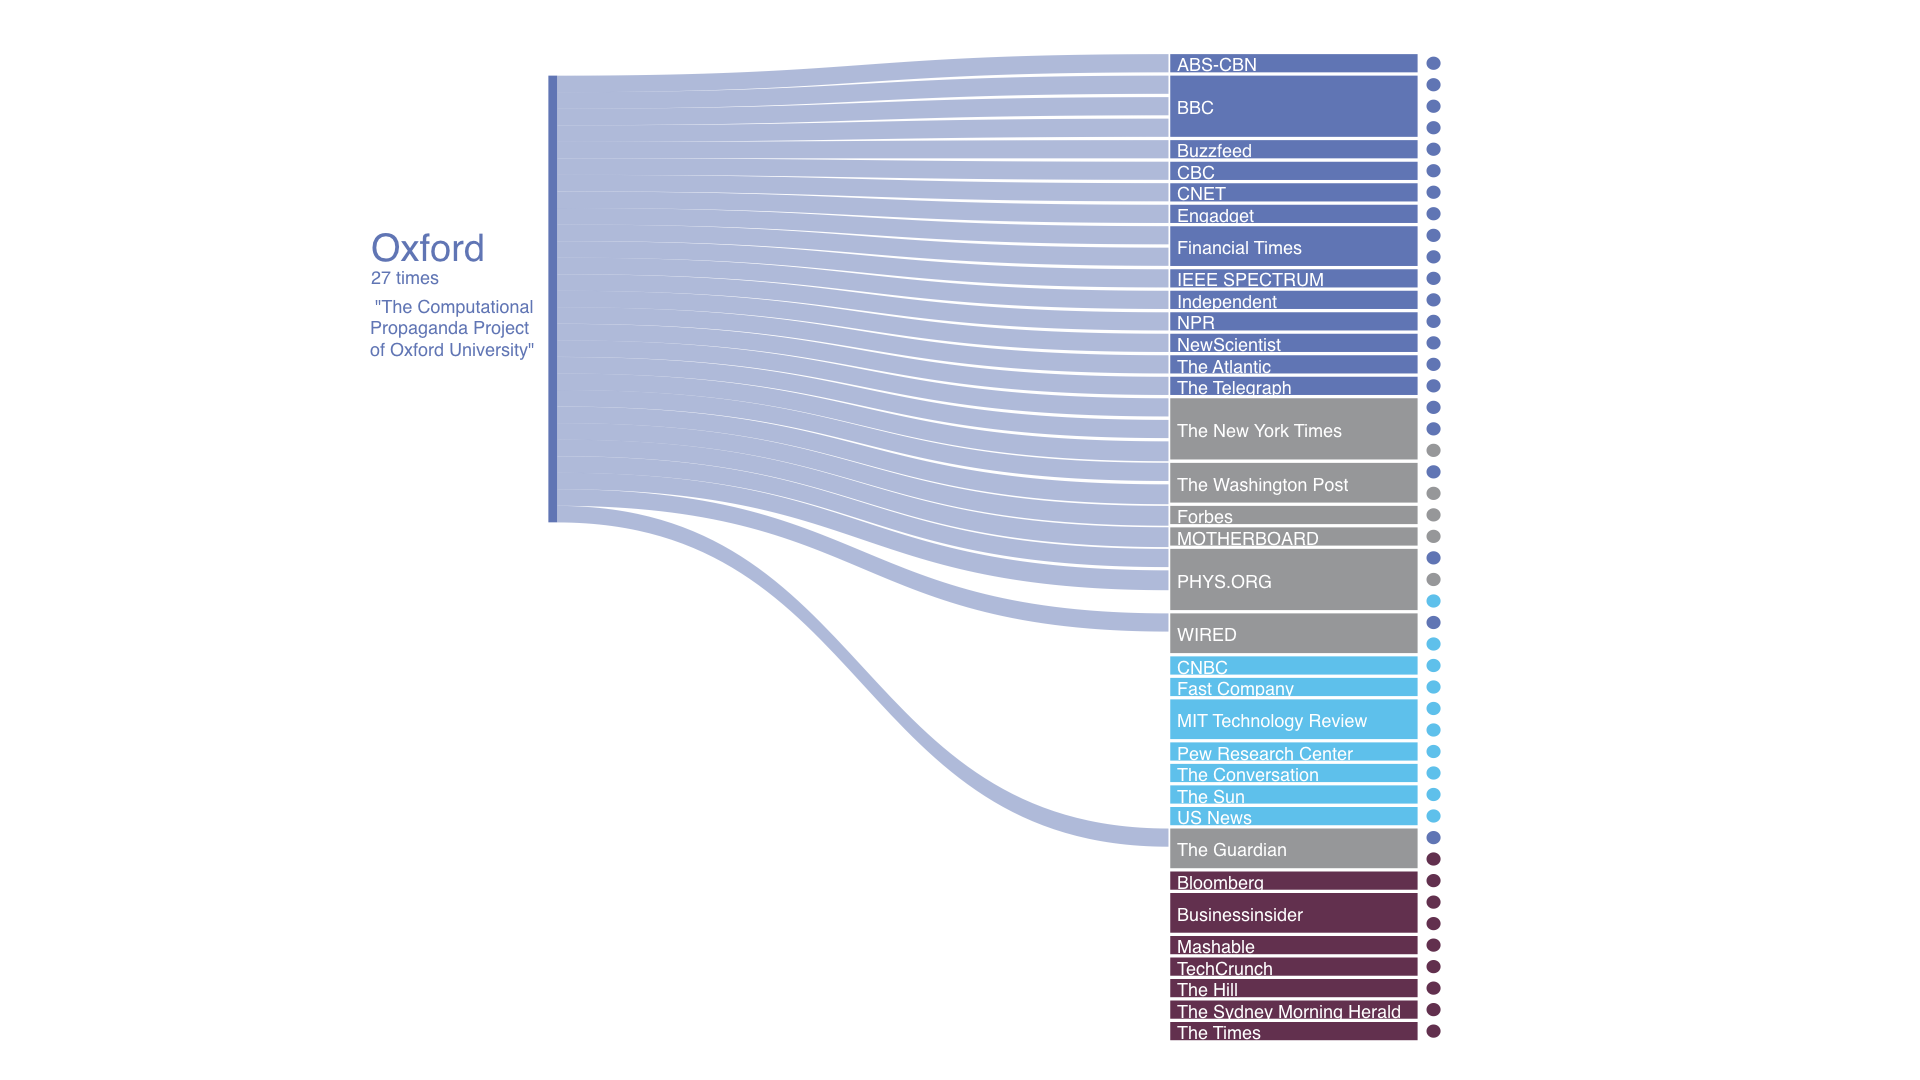 Oxford
27 times
"The Computational
Propaganda Project
of Oxford University"
ABS-CBN
BBC
Buzzfeed
CBC
CNET
Engadget
Financial Times
IEEE SPECTRUM
Independent
NPR
NewScientist
The Atlantic
The Telegraph
The New York Times
The Washington Post
Forbes
MOTHERBOARD
PHYS.ORG
WIRED
CNBC
Fast Company
MIT Technology Review
Pew Research Center
The Conversation
The Sun
US News
The Guardian
Bloomberg
Businessinsider
Mashable
TechCrunch
The Hill
The Sydney Morning Herald
The Times